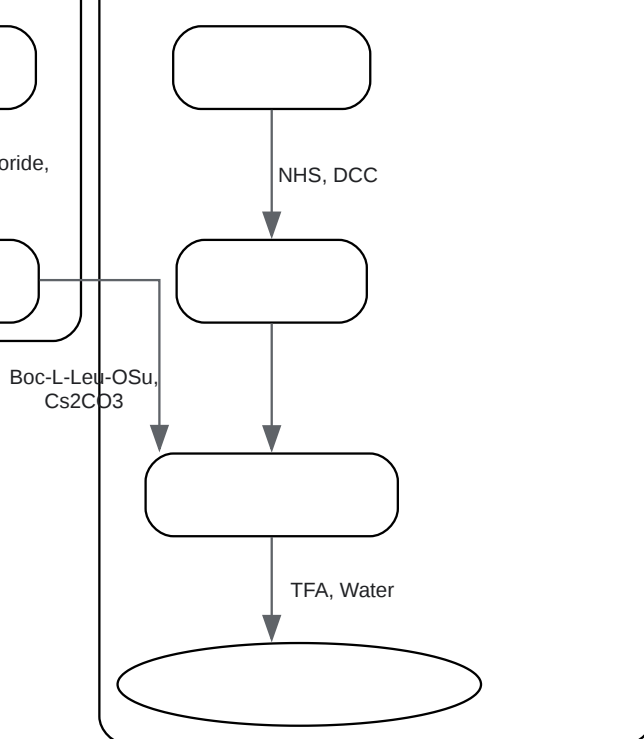 oride,
NHS, DCC
Boc-L-Leu-OSu,
Cs2CO3
TFA, Water